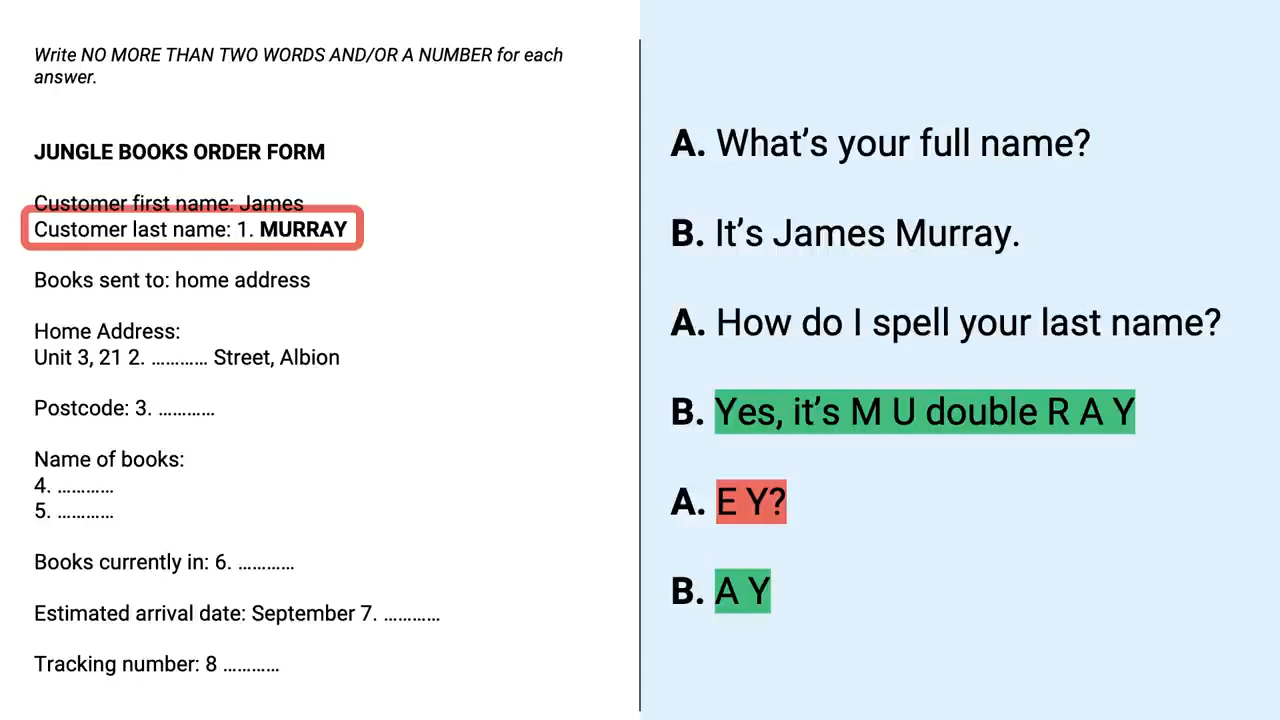 Write NO MORE THAN TWO WORDS AND/OR A NUMBER for each
answer.
JUNGLE BOOKS ORDER FORM
Customer first name: James
Customer last name: 1. MURRAY
Books sent to: home address
Home Address:
Unit 3, 21 2. ………… Street, Albion
Postcode: 3. …………
Name of books:
4. …………
5. …………
Books currently in: 6. …………
Estimated arrival date: September 7. …………
Tracking number: 8 …………
A. What’s your full name?
B. It’s James Murray.
A. How do I spell your last name?
B. Yes, it’s M U double R A Y
A. E Y?
B. A Y